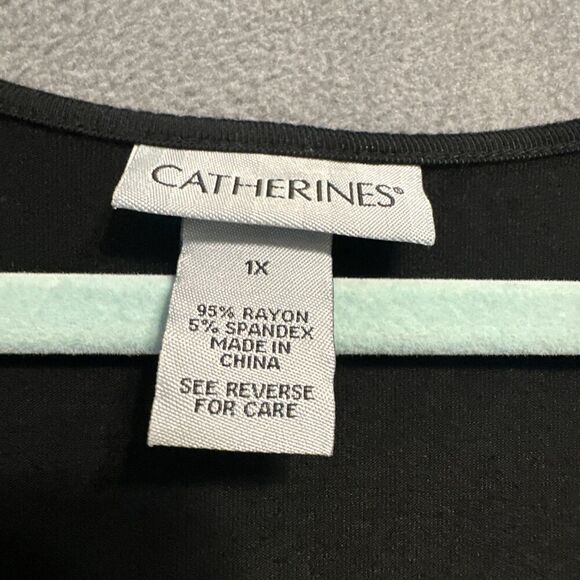 CATHERINES®
1X
95% RAYON
5% SPANDEX
MADE IN
CHINA
SEE REVERSE
FOR CARE